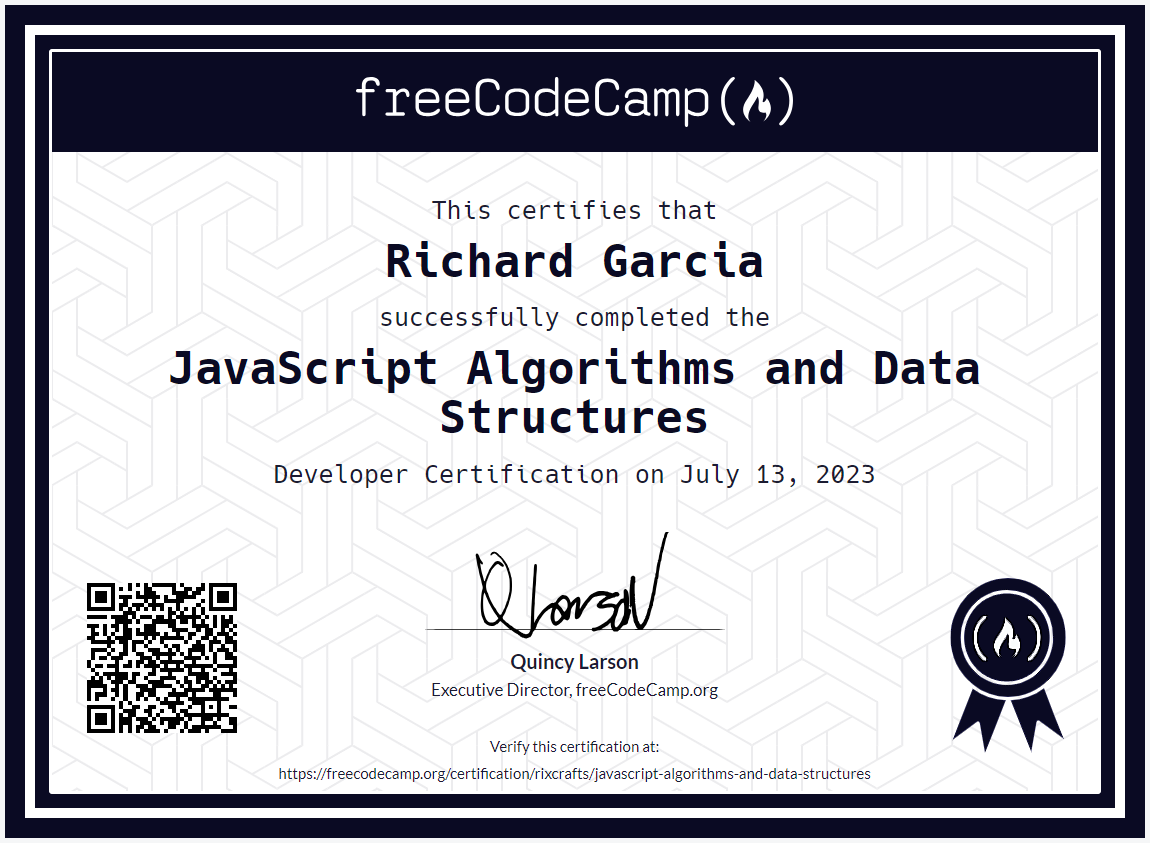 freeCodeCamp
This certifies that
Richard Garcia
successfully completed the
JavaScript Algorithms and Data
Structures
Developer Certification on July 13, 2023
Q Larson
Quincy Larson
Executive Director, freeCodeCamp.org
Verify this certification at:
https://freecodecamp.org/certification/rixcrafts/javascript-algorithms-and-data-structures